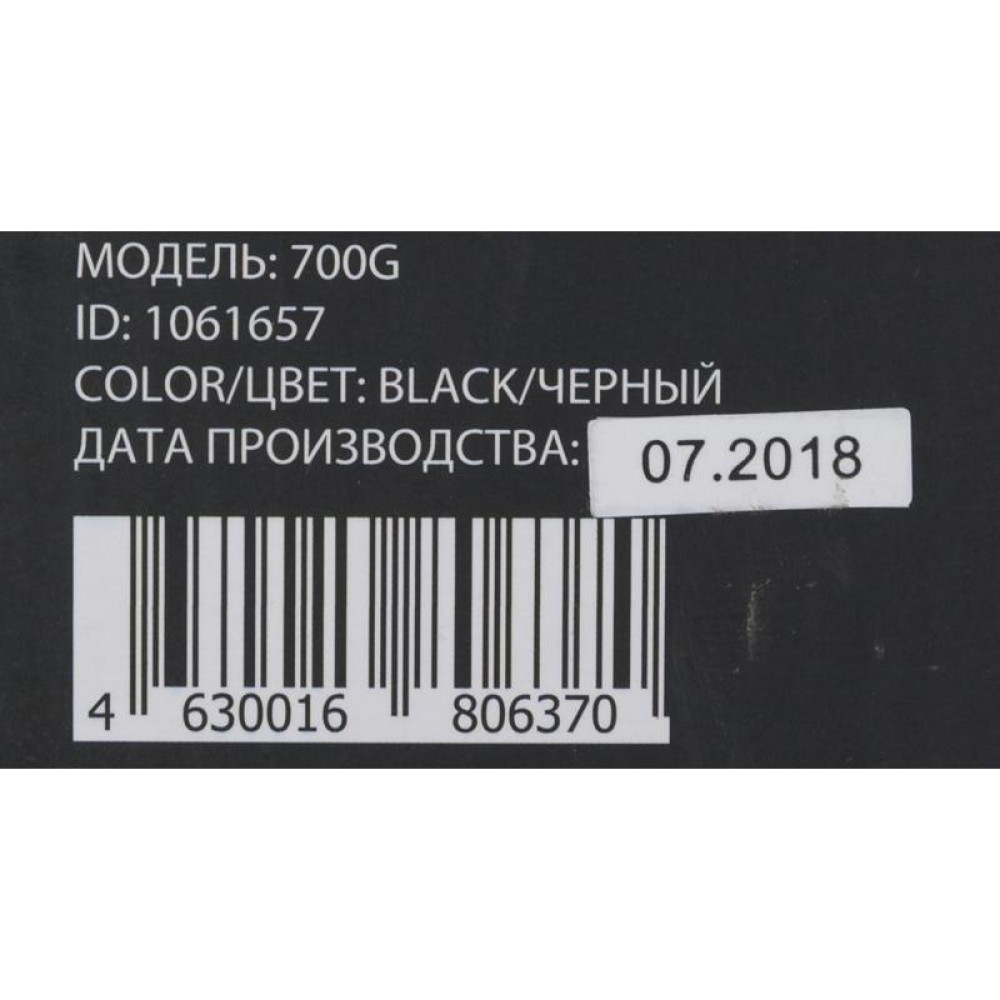 МОДЕЛЬ: 700G
ID: 1061657
COLOR/ЦВЕТ: BLACK/ЧЕРНЫЙ
ДАТА ПРОИЗВОДСТВА: 07.2018
4 630016 806370